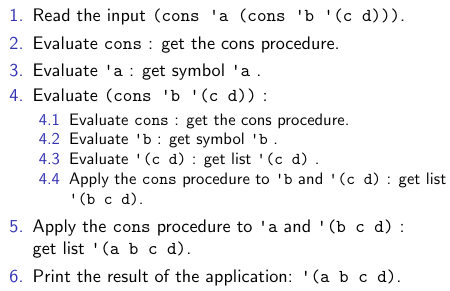 1. Read the input (cons 'a (cons 'b '(c d))).
2. Evaluate cons : get the cons procedure.
3. Evaluate 'a : get symbol 'a .
4. Evaluate (cons 'b '(c d)) :
4.1 Evaluate cons : get the cons procedure.
4.2 Evaluate 'b : get symbol 'b .
4.3 Evaluate '(c d) : get list '(c d) .
4.4 Apply the cons procedure to 'b and '(c d) : get list
'(b c d).
5. Apply the cons procedure to 'a and '(b c d) :
get list '(a b c d).
6. Print the result of the application: '(a b c d).